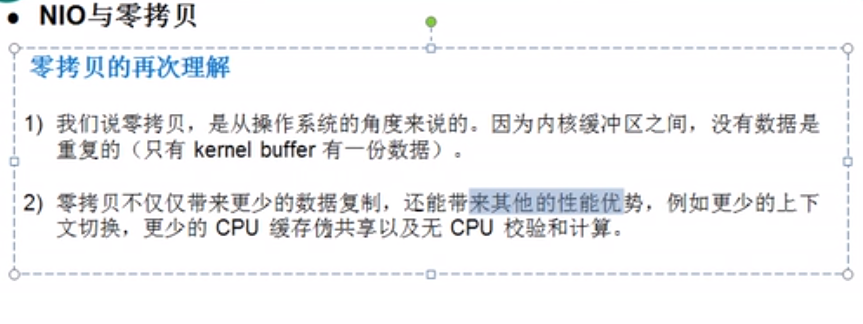 ● NIO与零拷贝
零拷贝的再次理解
1) 我们说零拷贝，是从操作系统的角度来说的。因为内核缓冲区之间，没有数据是
重复的（只有 kernel buffer 有一份数据）。
2) 零拷贝不仅仅带来更少的数据复制，还能带来其他的性能优势，例如更少的上下
文切换，更少的 CPU 缓存伪共享以及无 CPU 校验和计算。